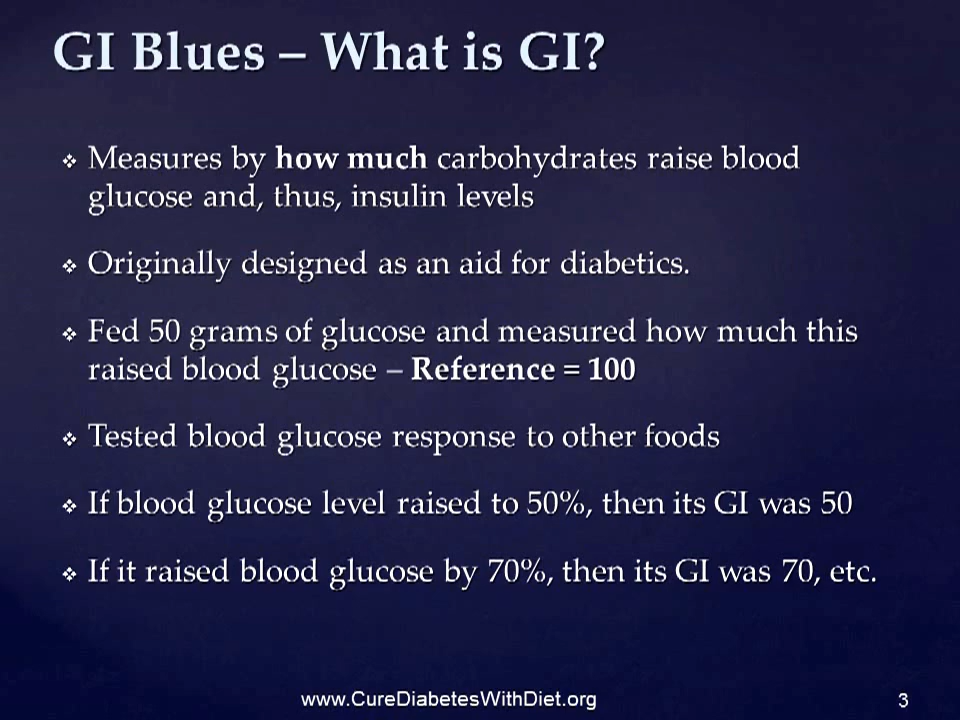 GI Blues – What is GI?
❖ Measures by how much carbohydrates raise blood
glucose and, thus, insulin levels
❖ Originally designed as an aid for diabetics.
❖ Fed 50 grams of glucose and measured how much this
raised blood glucose – Reference = 100
❖ Tested blood glucose response to other foods
❖ If blood glucose level raised to 50%, then its GI was 50
❖ If it raised blood glucose by 70%, then its GI was 70, etc.
www.CureDiabetesWithDiet.org
3